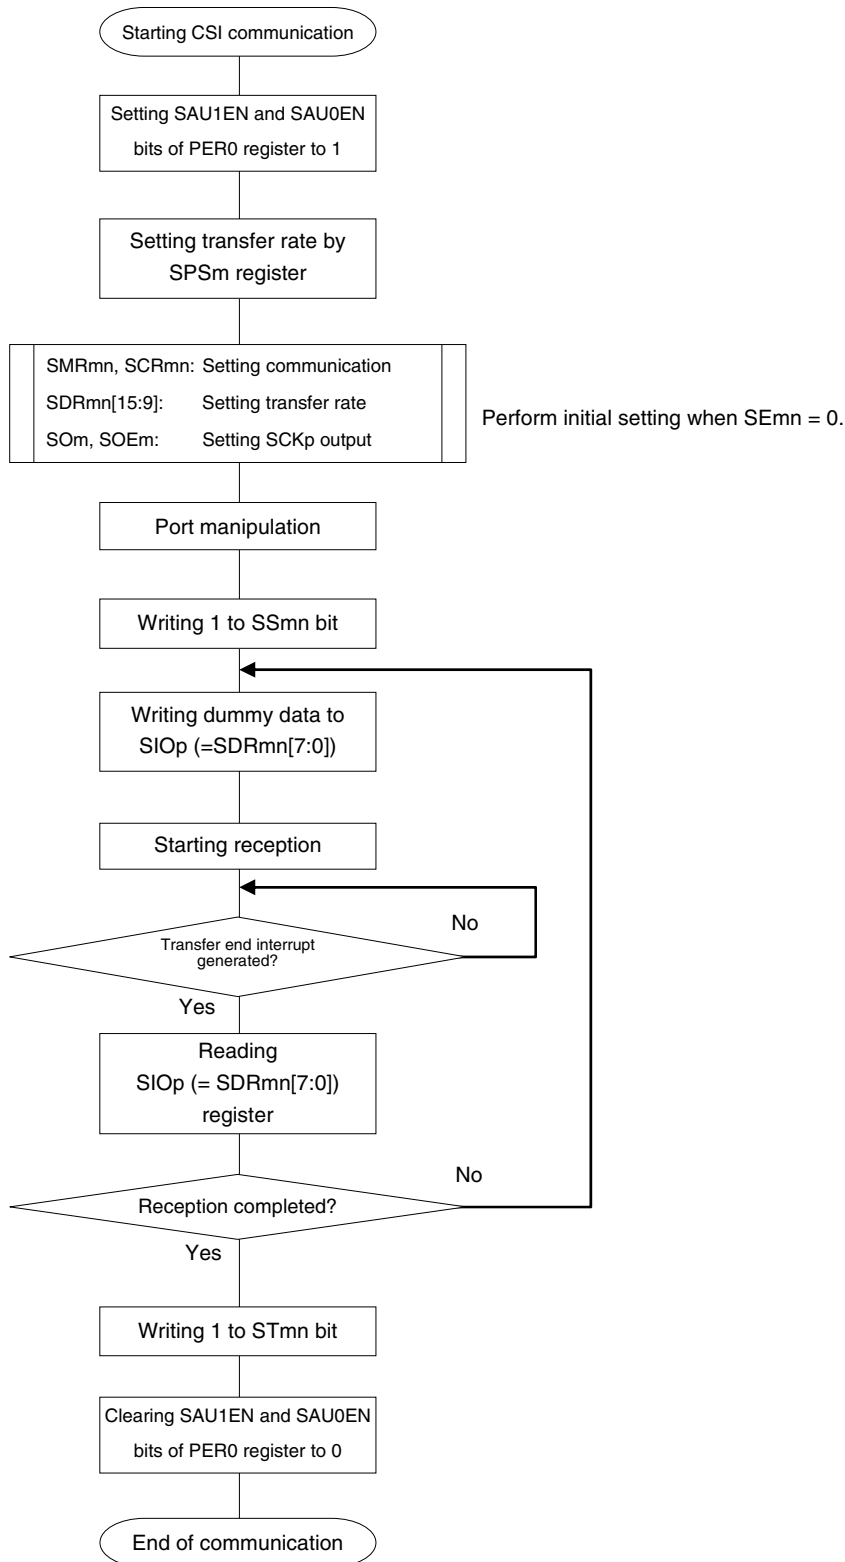 Starting CSI communication
Setting SAU1EN and SAU0EN
bits of PER0 register to 1
Setting transfer rate by
SPSm register
SMRmn, SCRmn: Setting communication
SDRmn[15:9]: Setting transfer rate
SOm, SOEm: Setting SCKp output
Perform initial setting when SEmn = 0.
Port manipulation
Writing 1 to SSmn bit
Writing dummy data to
SIOp (=SDRmn[7:0])
Starting reception
No
Transfer end interrupt
generated?
Yes
Reading
SIOp (= SDRmn[7:0])
register
No
Reception completed?
Yes
Writing 1 to STmn bit
Clearing SAU1EN and SAU0EN
bits of PER0 register to 0
End of communication